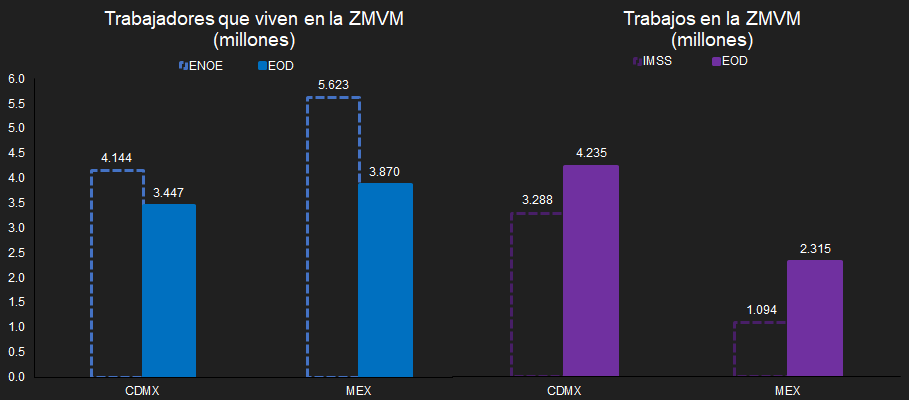 Trabajadores que viven en la ZMVM
(millones)
ENOE EOD
6.0
5.5
5.0
4.5
4.0
3.5
3.0
2.5
2.0
1.5
1.0
0.5
0.0
4.144
3.447
5.623
3.870
CDMX
MEX
Trabajos en la ZMVM
(millones)
IMSS EOD
3.288
4.235
1.094
2.315
CDMX
MEX